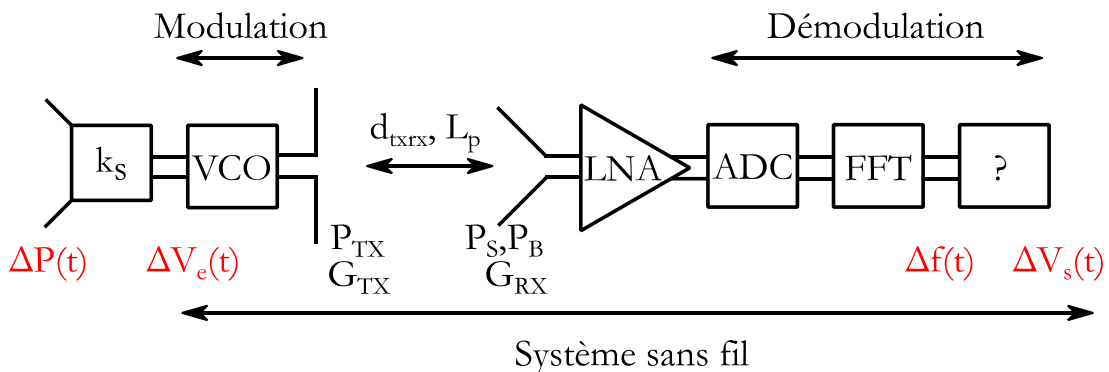 Modulation
Démodulation
d_txrx, L_p
k_s
VCO
LNA
ADC
FFT
?
P_TX
G_TX
P_S,P_B
G_RX
ΔP(t)
ΔV_e(t)
Δf(t)
ΔV_s(t)
Système sans fil